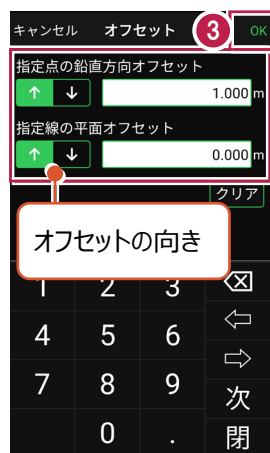 キャンセル オフセット 3 OK
指定点の鉛直方向オフセット
↑ ↓ 1.000 m
指定線の平面オフセット
↑ ↓ 0.000 m
クリア
オフセットの向き
1 2 3
4 5 6
7 8 9 次
0 . 閉